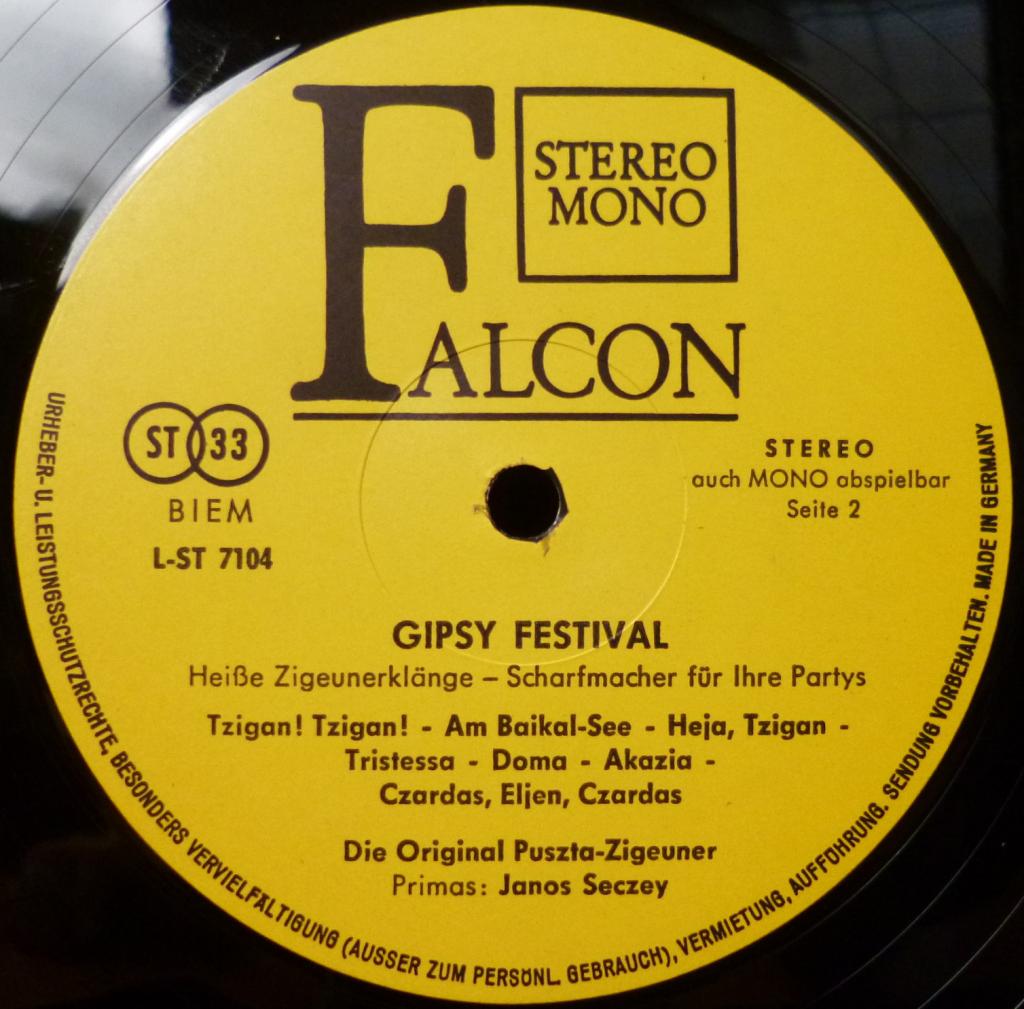 FALCON
STEREO
MONO
ST 33
BIEM
L-ST 7104
STEREO
auch MONO abspielbar
Seite 2
GIPSY FESTIVAL
Heiße Zigeunerklänge – Scharfmacher für Ihre Partys
Tzigan! Tzigan! - Am Baikal-See - Heja, Tzigan -
Tristessa - Doma - Akazia -
Czardas, Eljen, Czardas
Die Original Puszta-Zigeuner
Primas: Janos Seczey
URHEBER- U. LEISTUNGSSCHUTZRECHTE, BESONDERS VERVIELFÄLTIGUNG (AUSSER ZUM PERSÖNL. GEBRAUCH), VERMIETUNG, AUFFÜHRUNG. SENDUNG VORBEHALTEN. MADE IN GERMANY